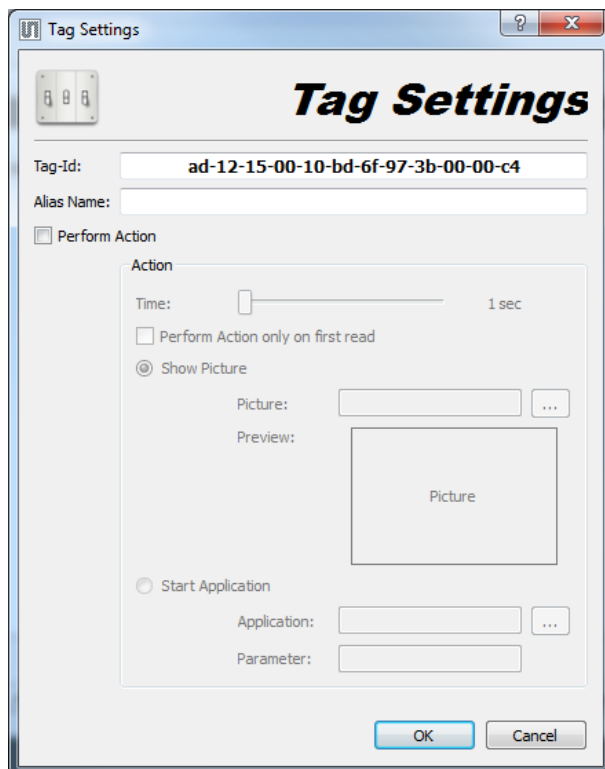 Tag Settings
Tag Settings
Tag-Id: ad-12-15-00-10-bd-6f-97-3b-00-00-c4
Alias Name:
Perform Action
Action
Time: 1 sec
Perform Action only on first read
Show Picture
Picture: ...
Preview:
Picture
Start Application
Application: ...
Parameter:
OK Cancel